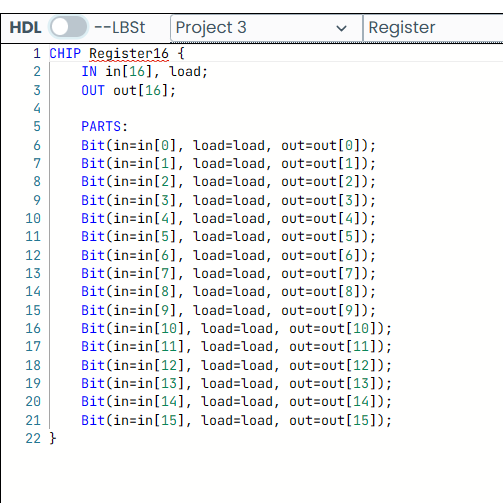 HDL --LBSt Project 3 Register
1 CHIP Register16 {
2     IN in[16], load;
3     OUT out[16];
4
5     PARTS:
6     Bit(in=in[0], load=load, out=out[0]);
7     Bit(in=in[1], load=load, out=out[1]);
8     Bit(in=in[2], load=load, out=out[2]);
9     Bit(in=in[3], load=load, out=out[3]);
10     Bit(in=in[4], load=load, out=out[4]);
11     Bit(in=in[5], load=load, out=out[5]);
12     Bit(in=in[6], load=load, out=out[6]);
13     Bit(in=in[7], load=load, out=out[7]);
14     Bit(in=in[8], load=load, out=out[8]);
15     Bit(in=in[9], load=load, out=out[9]);
16     Bit(in=in[10], load=load, out=out[10]);
17     Bit(in=in[11], load=load, out=out[11]);
18     Bit(in=in[12], load=load, out=out[12]);
19     Bit(in=in[13], load=load, out=out[13]);
20     Bit(in=in[14], load=load, out=out[14]);
21     Bit(in=in[15], load=load, out=out[15]);
22 }